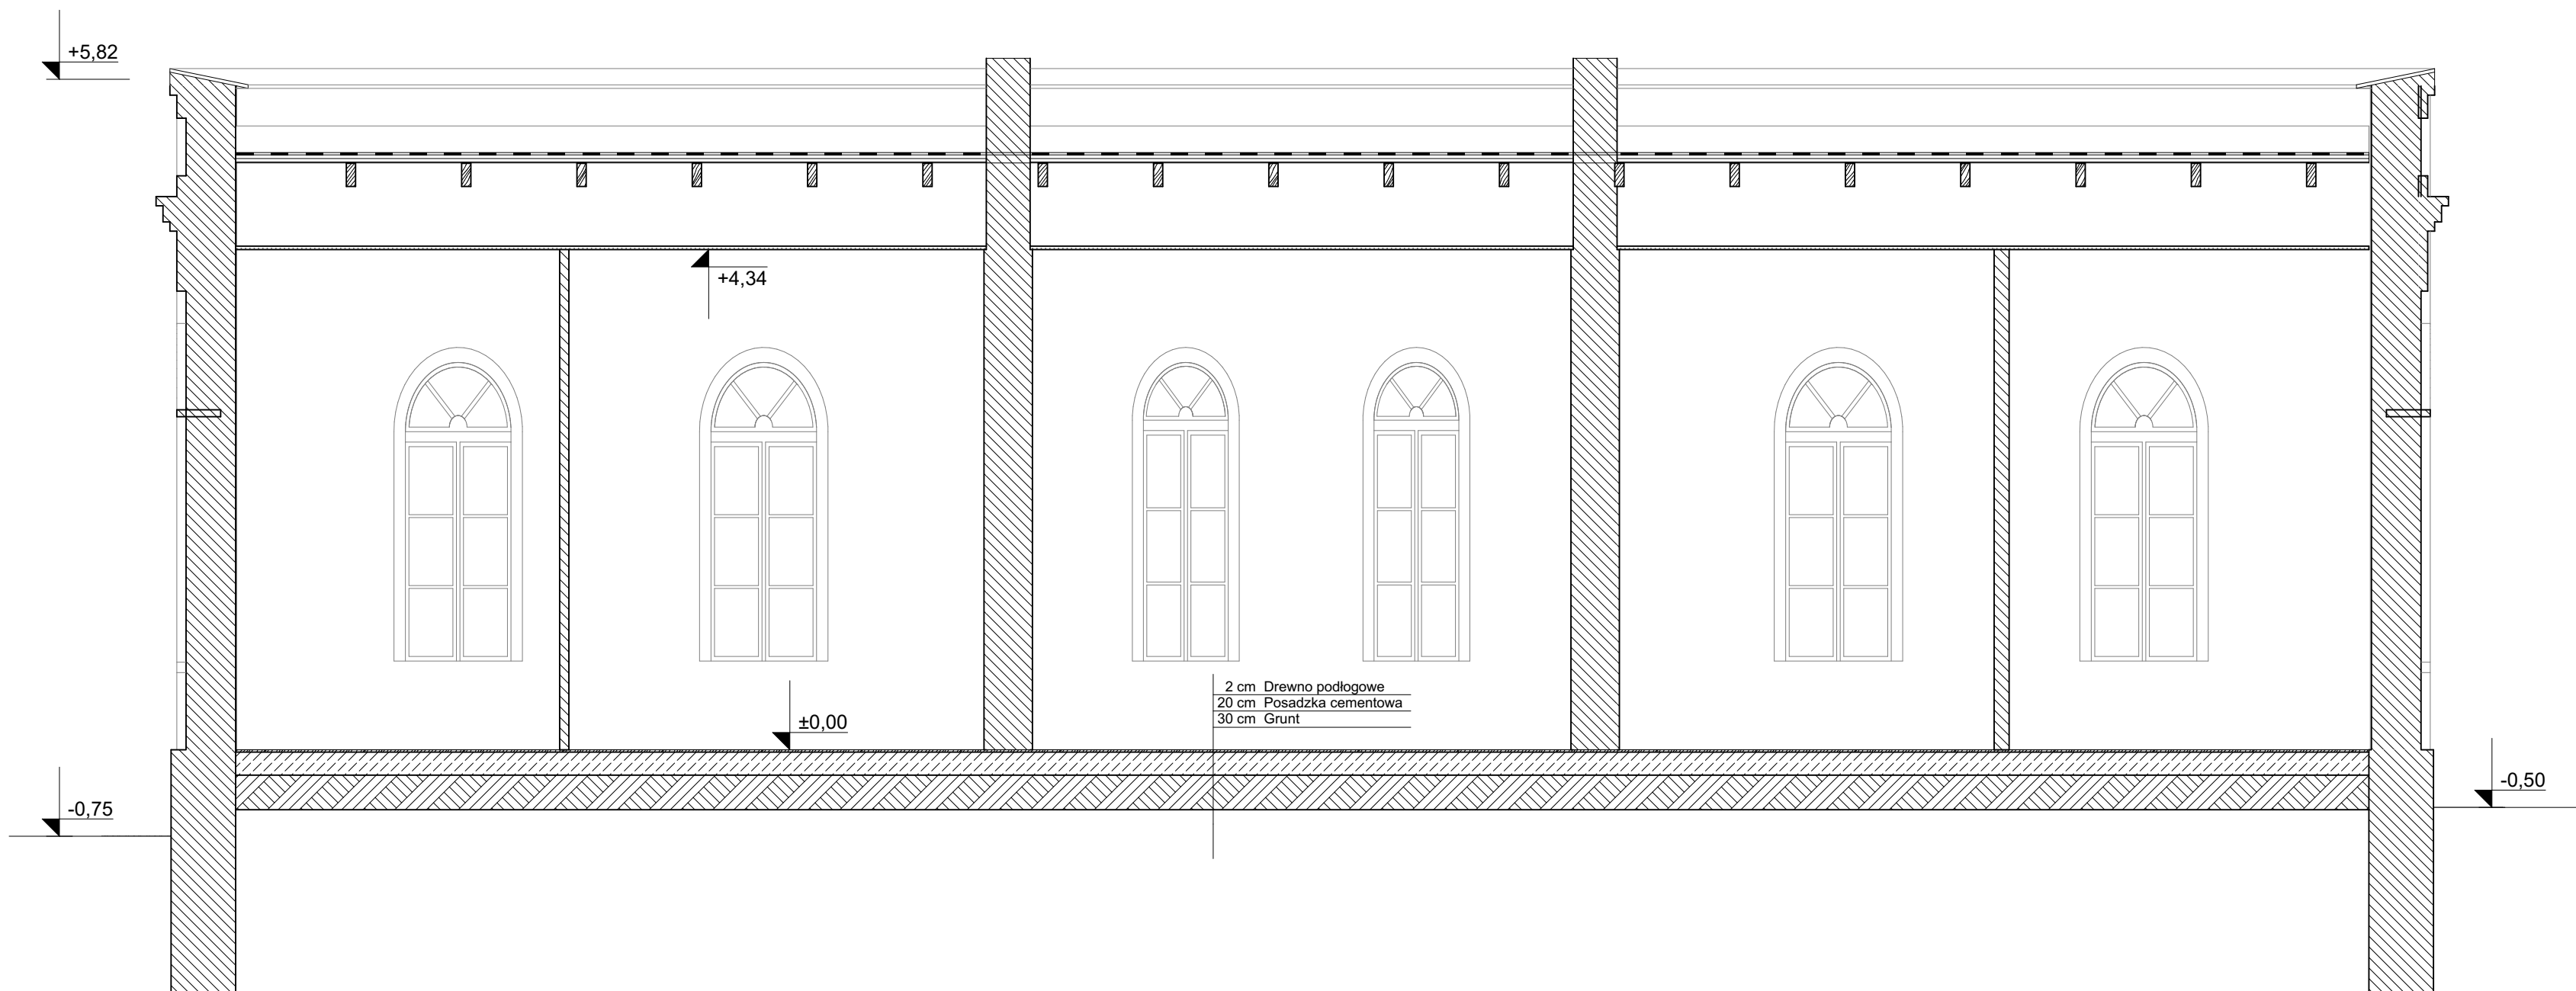 +5,82
+4,34
2 cm Drewno podłogowe
20 cm Posadzka cementowa
30 cm Grunt
±0,00
-0,50
-0,75